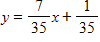 y = 7/35 x + 1/35